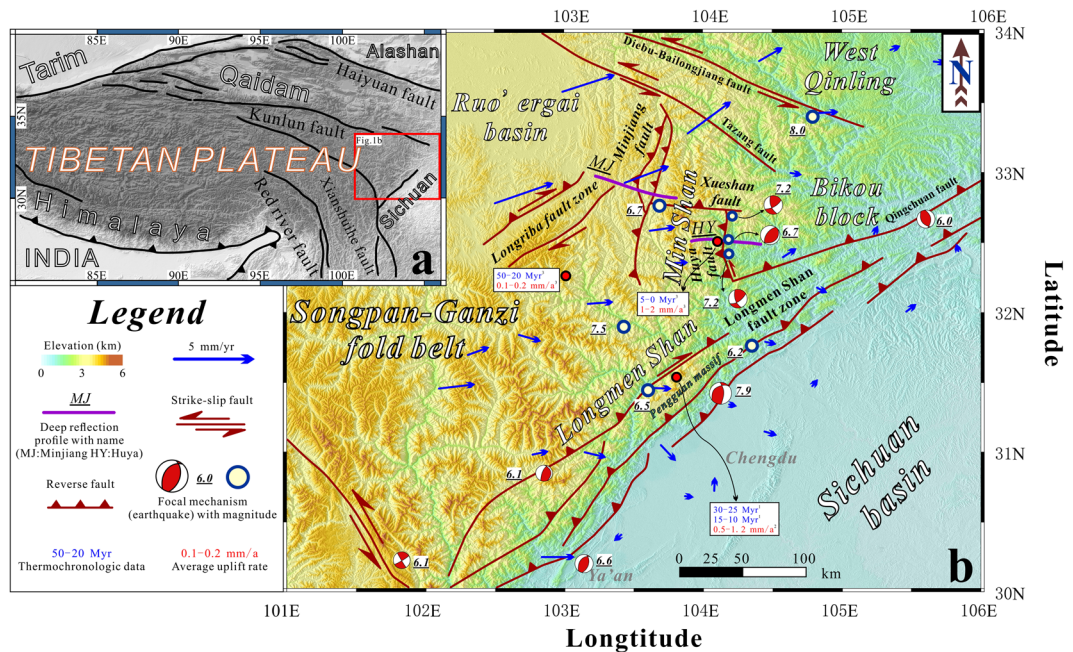 103E
104E
105E
106E
85E
90E
95E
100E
35N
30N
Tarim
Qaidam
Alashan
Haiyuan fault
Kunlun fault
Fig.1b
TIBETAN PLATEAU
Himalaya
Red river fault
Xianshuihe fault
Sichuan
INDIA
a
34N
33N
32N
31N
30N
Latitude
N
Diebu-Bailongjiang fault
West
Qinling
8.0
Ruo' ergai
basin
Minjiang
fault
Tazang fault
MJ
Longriba fault zone
6.7
Min Shan
Xueshan fault
7.2
Bikou
block
Qingchuan fault
6.0
HY
6.7
Huya
fault
50-20 Myr¹
0.1-0.2 mm/a³
5-0 Myr³
1-2 mm/a⁴
7.2
Longmen Shan
fault zone
Songpan-Ganzi
fold belt
7.5
6.2
Longmen Shan
Pengguan massif
6.5
7.9
6.1
Chengdu
Sichuan
basin
30-25 Myr¹
15-10 Myr¹
0.5-1.2 mm/a²
6.1
6.6
Ya'an
0 25 50 100
km
b
Legend
Elevation (km)
0 3 6
5 mm/yr
MJ
Deep reflection
profile with name
(MJ:Minjiang HY:Huya)
Strike-slip fault
Reverse fault
6.0
Focal mechanism
(earthquake) with magnitude
50-20 Myr
Thermochronologic data
0.1-0.2 mm/a
Average uplift rate
101E
102E
103E
104E
105E
106E
Longtitude